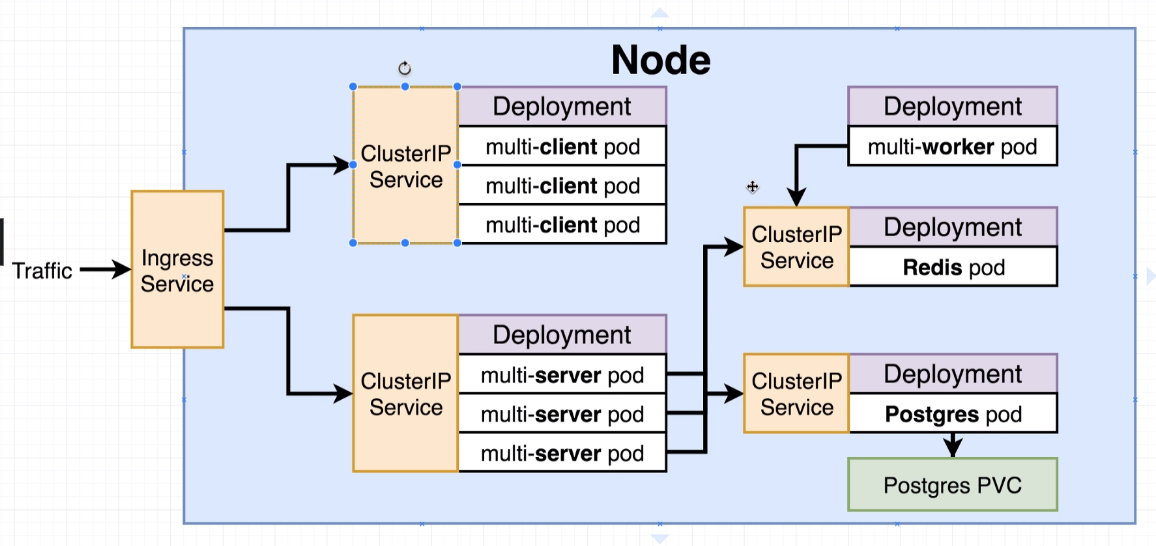 Node
Traffic
Ingress
Service
ClusterIP
Service
Deployment
multi-client pod
multi-client pod
multi-client pod
ClusterIP
Service
Deployment
multi-server pod
multi-server pod
multi-server pod
Deployment
multi-worker pod
ClusterIP
Service
Deployment
Redis pod
ClusterIP
Service
Deployment
Postgres pod
Postgres PVC